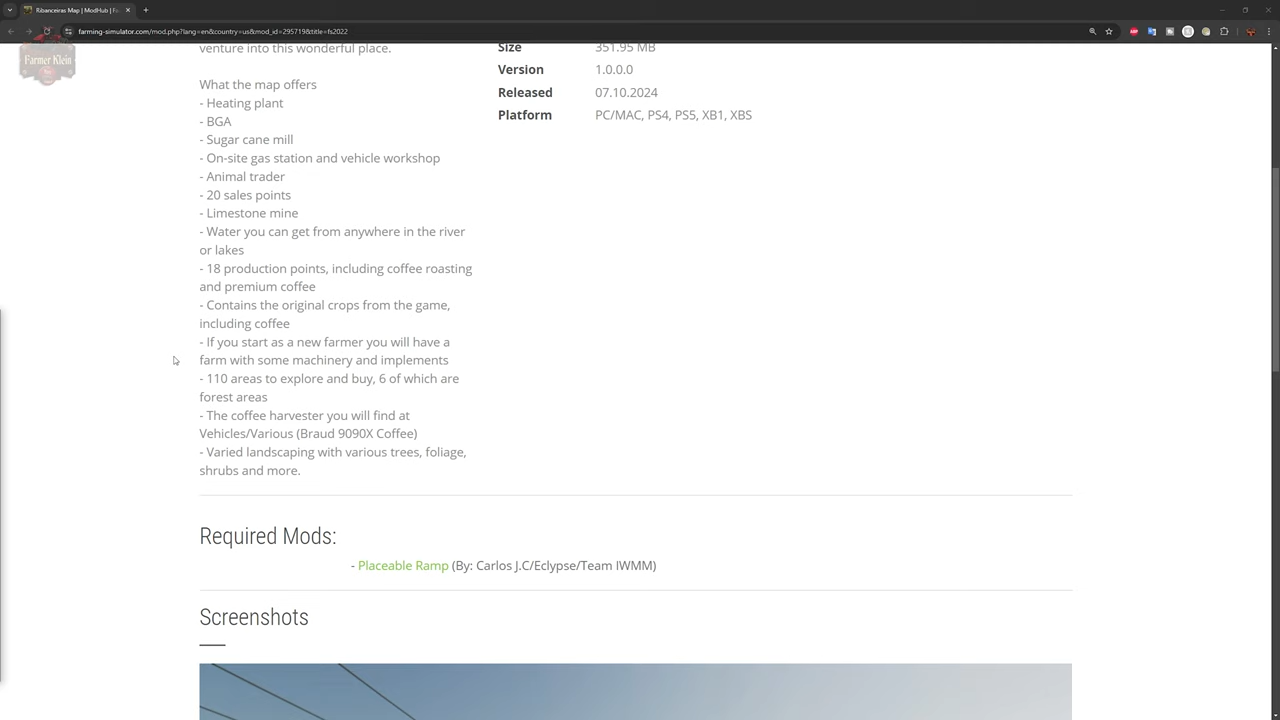 Ribanceiras Map | ModHub | Fa
farming-simulator.com/mod.php?lang=en&country=us&mod_id=295719&title=fs2022
Farmer Klein
venture into this wonderful place.
Size 351.95 MB
Version 1.0.0.0
Released 07.10.2024
Platform PC/MAC, PS4, PS5, XB1, XBS
What the map offers
- Heating plant
- BGA
- Sugar cane mill
- On-site gas station and vehicle workshop
- Animal trader
- 20 sales points
- Limestone mine
- Water you can get from anywhere in the river
or lakes
- 18 production points, including coffee roasting
and premium coffee
- Contains the original crops from the game,
including coffee
- If you start as a new farmer you will have a
farm with some machinery and implements
- 110 areas to explore and buy, 6 of which are
forest areas
- The coffee harvester you will find at
Vehicles/Various (Braud 9090X Coffee)
- Varied landscaping with various trees, foliage,
shrubs and more.
Required Mods:
- Placeable Ramp (By: Carlos J.C/Eclypse/Team IWMM)
Screenshots